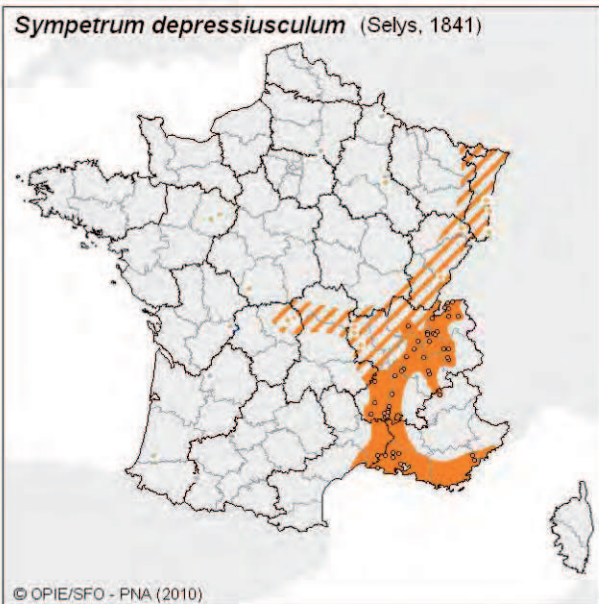 Sympetrum depressiusculum (Selys, 1841)
© OPIE/SFO - PNA (2010)